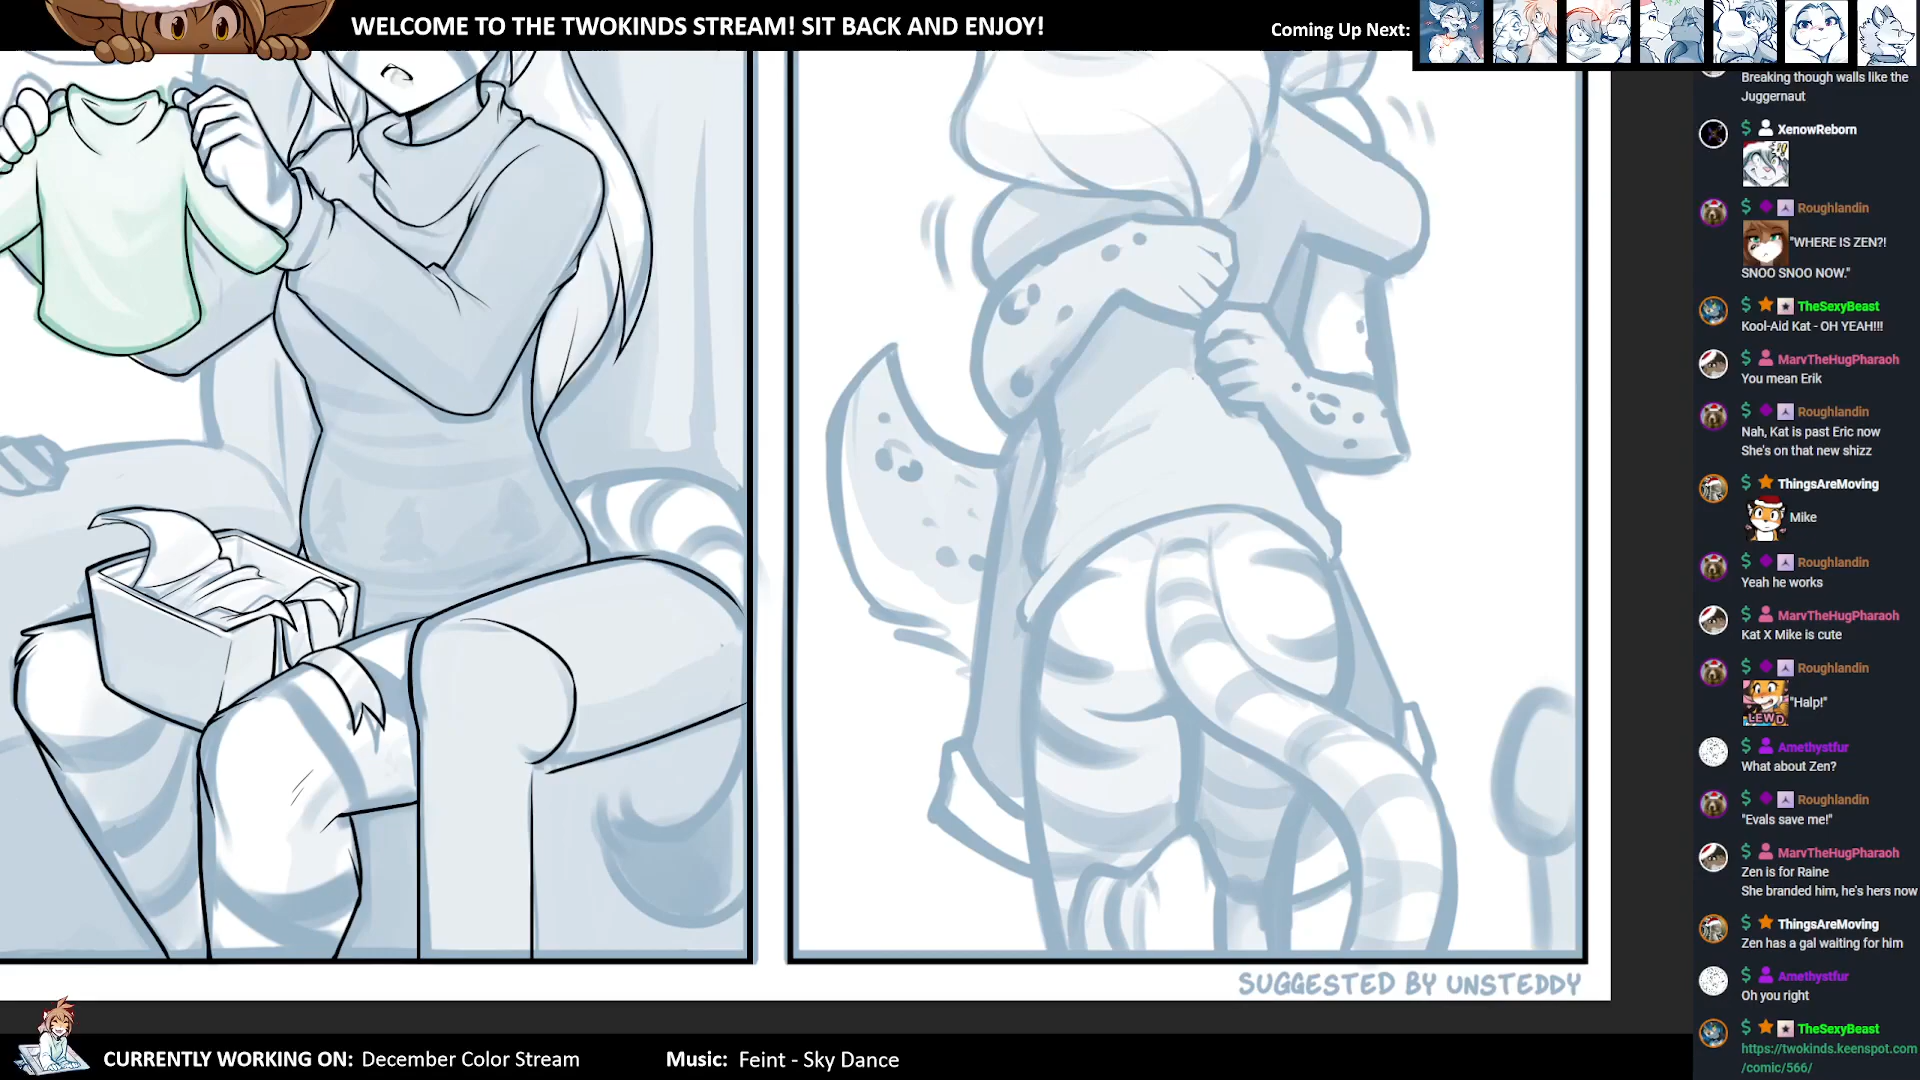 WELCOME TO THE TWOKINDS STREAM! SIT BACK AND ENJOY!
Coming Up Next:
Breaking though walls like the
Juggernaut
$ XenowReborn
$ Roughlandin
"WHERE IS ZEN?!
SNOO SNOO NOW."
$ TheSexyBeast
Kool-Aid Kat - OH YEAH!!!
$ MarvTheHugPharaoh
You mean Erik
$ Roughlandin
Nah, Kat is past Eric now
She's on that new shizz
$ ThingsAreMoving
Mike
$ Roughlandin
Yeah he works
$ MarvTheHugPharaoh
Kat X Mike is cute
$ Roughlandin
LEWD "Halp!"
$ Amethystfur
What about Zen?
$ Roughlandin
"Evals save me!"
$ MarvTheHugPharaoh
Zen is for Raine
She branded him, he's hers now
$ ThingsAreMoving
Zen has a gal waiting for him
$ Amethystfur
Oh you right
$ TheSexyBeast
https://twokinds.keenspot.com
/comic/566/
SUGGESTED BY UNSTEDDY
CURRENTLY WORKING ON: December Color Stream
Music: Feint - Sky Dance